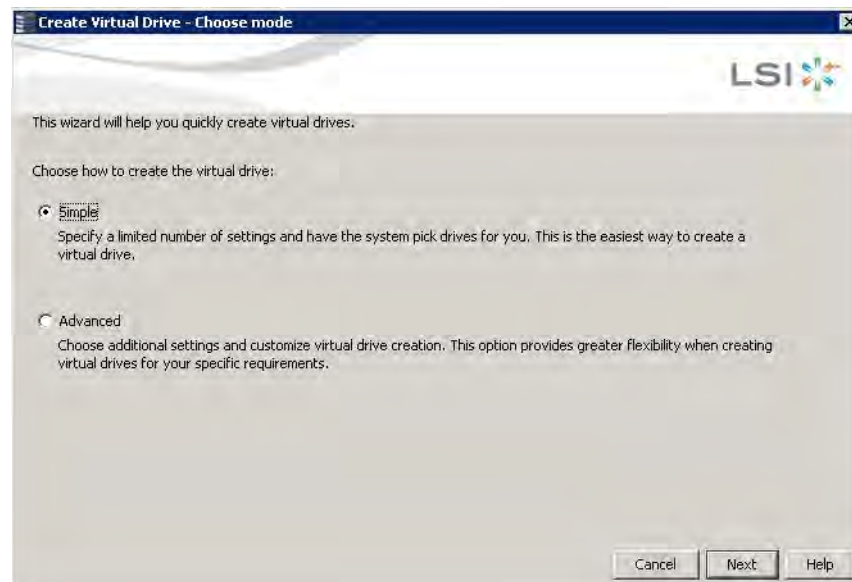 Create Virtual Drive - Choose mode
LSI
This wizard will help you quickly create virtual drives.
Choose how to create the virtual drive:
Simple
Specify a limited number of settings and have the system pick drives for you. This is the easiest way to create a
virtual drive.
Advanced
Choose additional settings and customize virtual drive creation. This option provides greater flexibility when creating
virtual drives for your specific requirements.
Cancel
Next
Help